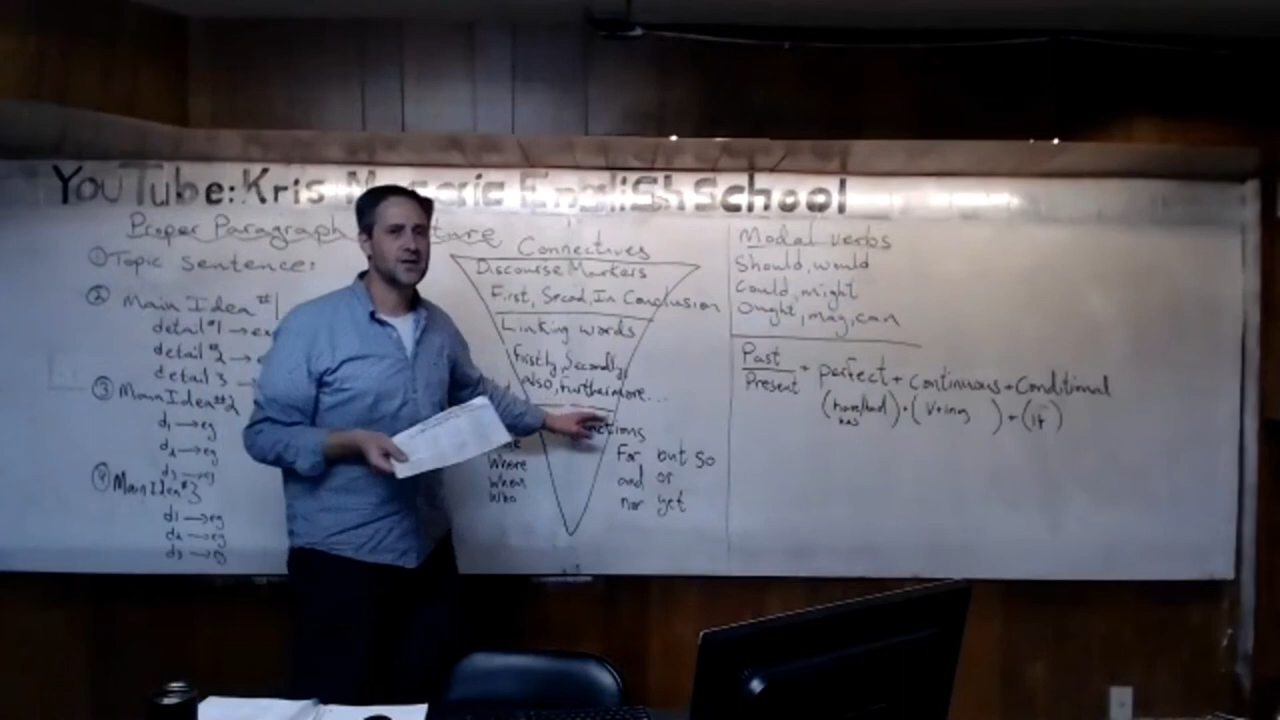 YouTube: Kris English School
Proper Paragraph
① Topic sentence:
② Main Idea #1
detail #1 →
detail #2 →
detail 3 →
③ Main Idea #2
d1 → eg
d2 → eg
d3 → eg
④ Main Idea #3
d1 → eg
d2 → eg
d3 → eg
Connectives
Discourse Markers
First, Second, In Conclusion
Linking words
Firstly, Secondly,
Also, Furthermore...
Where
When
Who
For but so
and or
nor yet
Modal verbs
Should, would
Could, might
Ought, may, can
Past
Present
+ perfect + continuous + Conditional
(have/had) + (V+ing ) + (if)
has